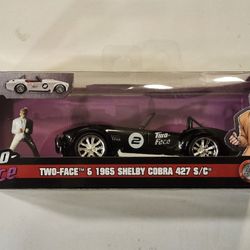 2
Two
Face
TWO-FACE™ & 1965 SHELBY COBRA 427 S/C®